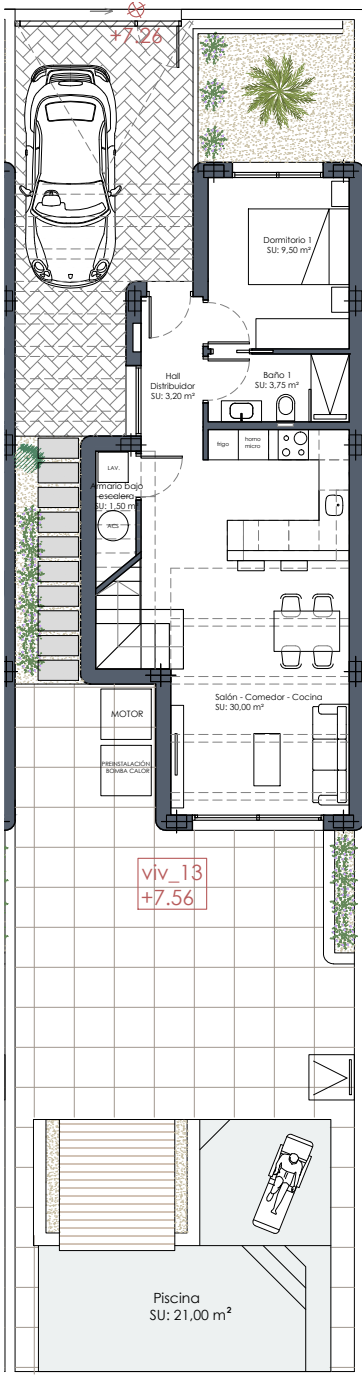 +7.26
Dormitorio 1
SU: 9,50 m²
Hall
Distribuidor
SU: 3,20 m²
Baño 1
SU: 3,75 m²
frigo
horno
micro
LAV.
Armario bajo
escalera
SU: 1,50 m²
ACS
Salón - Comedor - Cocina
SU: 30,00 m²
MOTOR
PREINSTALACIÓN
BOMBA CALOR
viv_13
+7.56
Piscina
SU: 21,00 m²